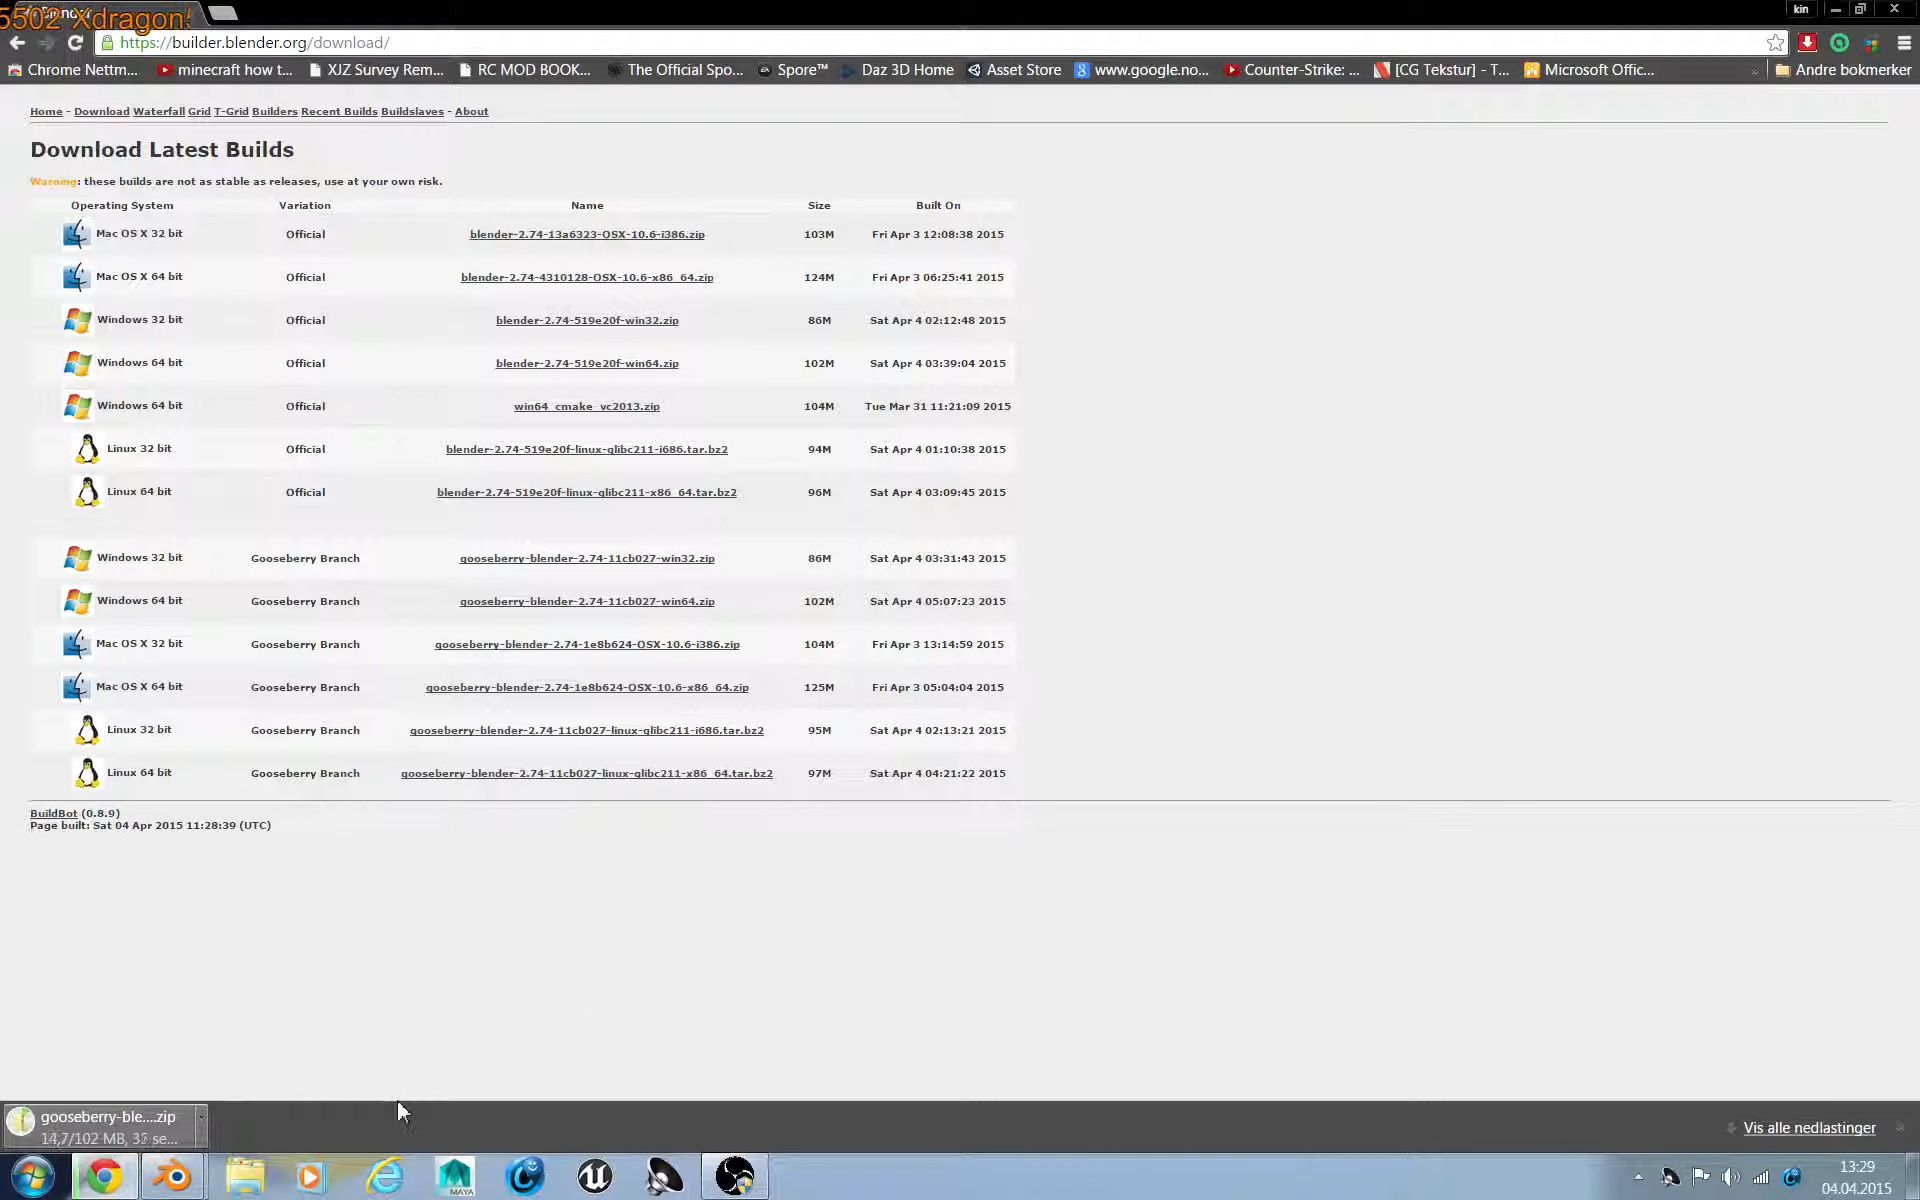 5502 Xdragon!
kin
https://builder.blender.org/download/
Chrome Nettm... minecraft how t... XJZ Survey Rem... RC MOD BOOK... The Official Spo... Spore™ Daz 3D Home Asset Store www.google.no... Counter-Strike: ... [CG Tekstur] - T... Microsoft Offic... Andre bokmerker
Home - Download Waterfall Grid T-Grid Builders Recent Builds Buildslaves - About
Download Latest Builds
Warning: these builds are not as stable as releases, use at your own risk.
Operating System Variation Name Size Built On
Mac OS X 32 bit Official blender-2.74-13a6323-OSX-10.6-i386.zip 103M Fri Apr 3 12:08:38 2015
Mac OS X 64 bit Official blender-2.74-4310128-OSX-10.6-x86_64.zip 124M Fri Apr 3 06:25:41 2015
Windows 32 bit Official blender-2.74-519e20f-win32.zip 86M Sat Apr 4 02:12:48 2015
Windows 64 bit Official blender-2.74-519e20f-win64.zip 102M Sat Apr 4 03:39:04 2015
Windows 64 bit Official win64_cmake_vc2013.zip 104M Tue Mar 31 11:21:09 2015
Linux 32 bit Official blender-2.74-519e20f-linux-glibc211-i686.tar.bz2 94M Sat Apr 4 01:10:38 2015
Linux 64 bit Official blender-2.74-519e20f-linux-glibc211-x86_64.tar.bz2 96M Sat Apr 4 03:09:45 2015
Windows 32 bit Gooseberry Branch gooseberry-blender-2.74-11cb027-win32.zip 86M Sat Apr 4 03:31:43 2015
Windows 64 bit Gooseberry Branch gooseberry-blender-2.74-11cb027-win64.zip 102M Sat Apr 4 05:07:23 2015
Mac OS X 32 bit Gooseberry Branch gooseberry-blender-2.74-1e8b624-OSX-10.6-i386.zip 104M Fri Apr 3 13:14:59 2015
Mac OS X 64 bit Gooseberry Branch gooseberry-blender-2.74-1e8b624-OSX-10.6-x86_64.zip 125M Fri Apr 3 05:04:04 2015
Linux 32 bit Gooseberry Branch gooseberry-blender-2.74-11cb027-linux-glibc211-i686.tar.bz2 95M Sat Apr 4 02:13:21 2015
Linux 64 bit Gooseberry Branch gooseberry-blender-2.74-11cb027-linux-glibc211-x86_64.tar.bz2 97M Sat Apr 4 04:21:22 2015
BuildBot (0.8.9)
Page built: Sat 04 Apr 2015 11:28:39 (UTC)
gooseberry-ble....zip
14,7/102 MB, 35 se...
Vis alle nedlastinger
MAYA
13:29
04.04.2015